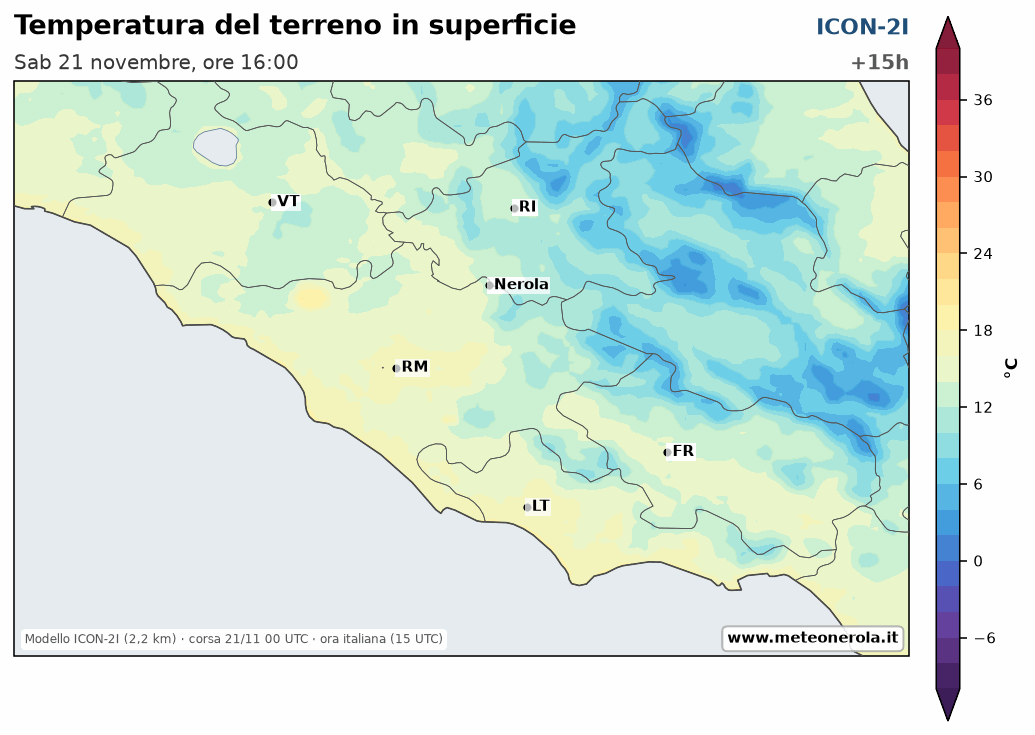 Temperatura del terreno in superficie
ICON-2I
Sab 21 novembre, ore 16:00
+15h
36
30
24
18
12
6
0
−6
°C
VT
RI
Nerola
RM
FR
LT
Modello ICON-2I (2,2 km) · corsa 21/11 00 UTC · ora italiana (15 UTC)
www.meteonerola.it